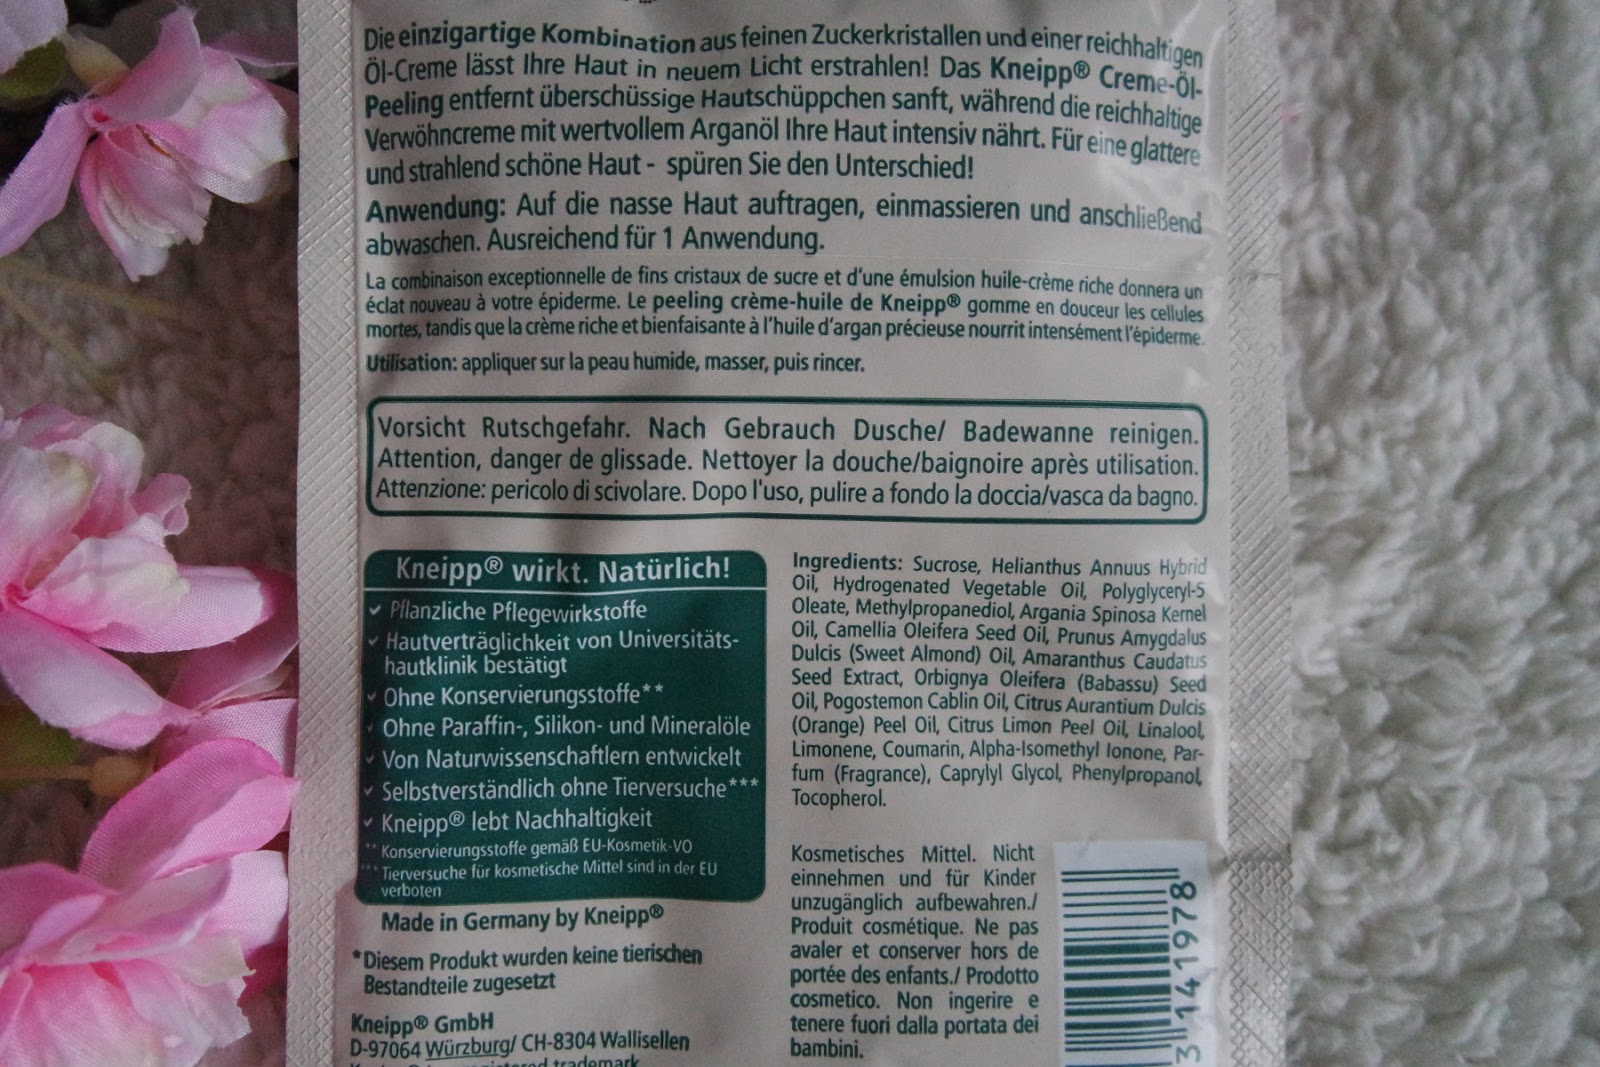 Die einzigartige Kombination aus feinen Zuckerkristallen und einer reichhaltigen
Öl-Creme lässt Ihre Haut in neuem Licht erstrahlen! Das Kneipp® Creme-Öl-
Peeling entfernt überschüssige Hautschüppchen sanft, während die reichhaltige
Verwöhncreme mit wertvollem Arganöl Ihre Haut intensiv nährt. Für eine glattere
und strahlend schöne Haut - spüren Sie den Unterschied!
Anwendung: Auf die nasse Haut auftragen, einmassieren und anschließend
abwaschen. Ausreichend für 1 Anwendung.
La combinaison exceptionnelle de fins cristaux de sucre et d'une émulsion huile-crème riche donnera un
éclat nouveau à votre épiderme. Le peeling crème-huile de Kneipp® gomme en douceur les cellules
mortes, tandis que la crème riche et bienfaisante à l'huile d'argan précieuse nourrit intensément l'épiderme.
Utilisation: appliquer sur la peau humide, masser, puis rincer.
Vorsicht Rutschgefahr. Nach Gebrauch Dusche/ Badewanne reinigen.
Attention, danger de glissade. Nettoyer la douche/baignoire après utilisation.
Attenzione: pericolo di scivolare. Dopo l'uso, pulire a fondo la doccia/vasca da bagno.
Kneipp® wirkt. Natürlich!
✓ Pflanzliche Pflegewirkstoffe
✓ Hautverträglichkeit von Universitäts-
hautklinik bestätigt
✓ Ohne Konservierungsstoffe**
✓ Ohne Paraffin-, Silikon- und Mineralöle
✓ Von Naturwissenschaftlern entwickelt
✓ Selbstverständlich ohne Tierversuche***
✓ Kneipp® lebt Nachhaltigkeit
** Konservierungsstoffe gemäß EU-Kosmetik-VO
*** Tierversuche für kosmetische Mittel sind in der EU
verboten
Made in Germany by Kneipp®
*Diesem Produkt wurden keine tierischen
Bestandteile zugesetzt
Kneipp® GmbH
D-97064 Würzburg/ CH-8304 Wallisellen
registered trademark
Ingredients: Sucrose, Helianthus Annuus Hybrid
Oil, Hydrogenated Vegetable Oil, Polyglyceryl-5
Oleate, Methylpropanediol, Argania Spinosa Kernel
Oil, Camellia Oleifera Seed Oil, Prunus Amygdalus
Dulcis (Sweet Almond) Oil, Amaranthus Caudatus
Seed Extract, Orbignya Oleifera (Babassu) Seed
Oil, Pogostemon Cablin Oil, Citrus Aurantium Dulcis
(Orange) Peel Oil, Citrus Limon Peel Oil, Linalool,
Limonene, Coumarin, Alpha-Isomethyl Ionone, Par-
fum (Fragrance), Caprylyl Glycol, Phenylpropanol,
Tocopherol.
Kosmetisches Mittel. Nicht
einnehmen und für Kinder
unzugänglich aufbewahren./
Produit cosmétique. Ne pas
avaler et conserver hors de
portée des enfants./ Prodotto
cosmetico. Non ingerire e
tenere fuori dalla portata dei
bambini.
3 141978